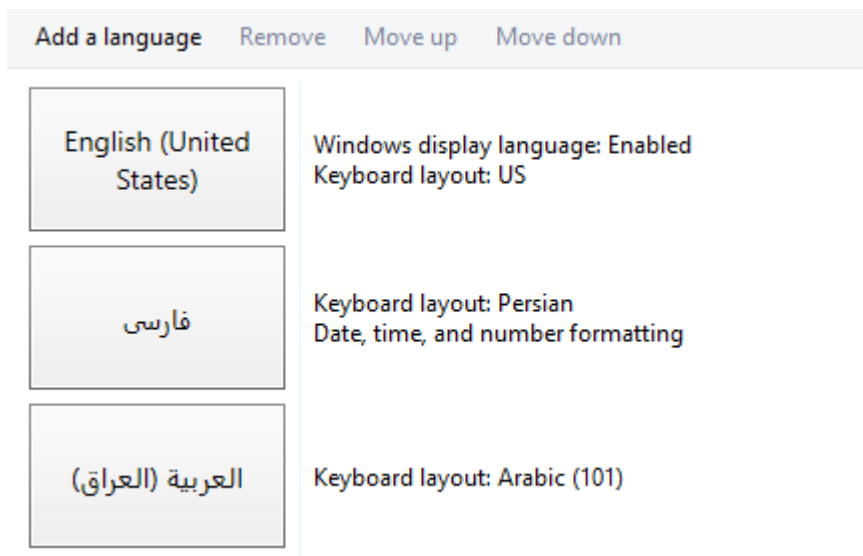 Add a language Remove Move up Move down
English (United
States)
Windows display language: Enabled
Keyboard layout: US
فارسی
Keyboard layout: Persian
Date, time, and number formatting
العربية (العراق)
Keyboard layout: Arabic (101)